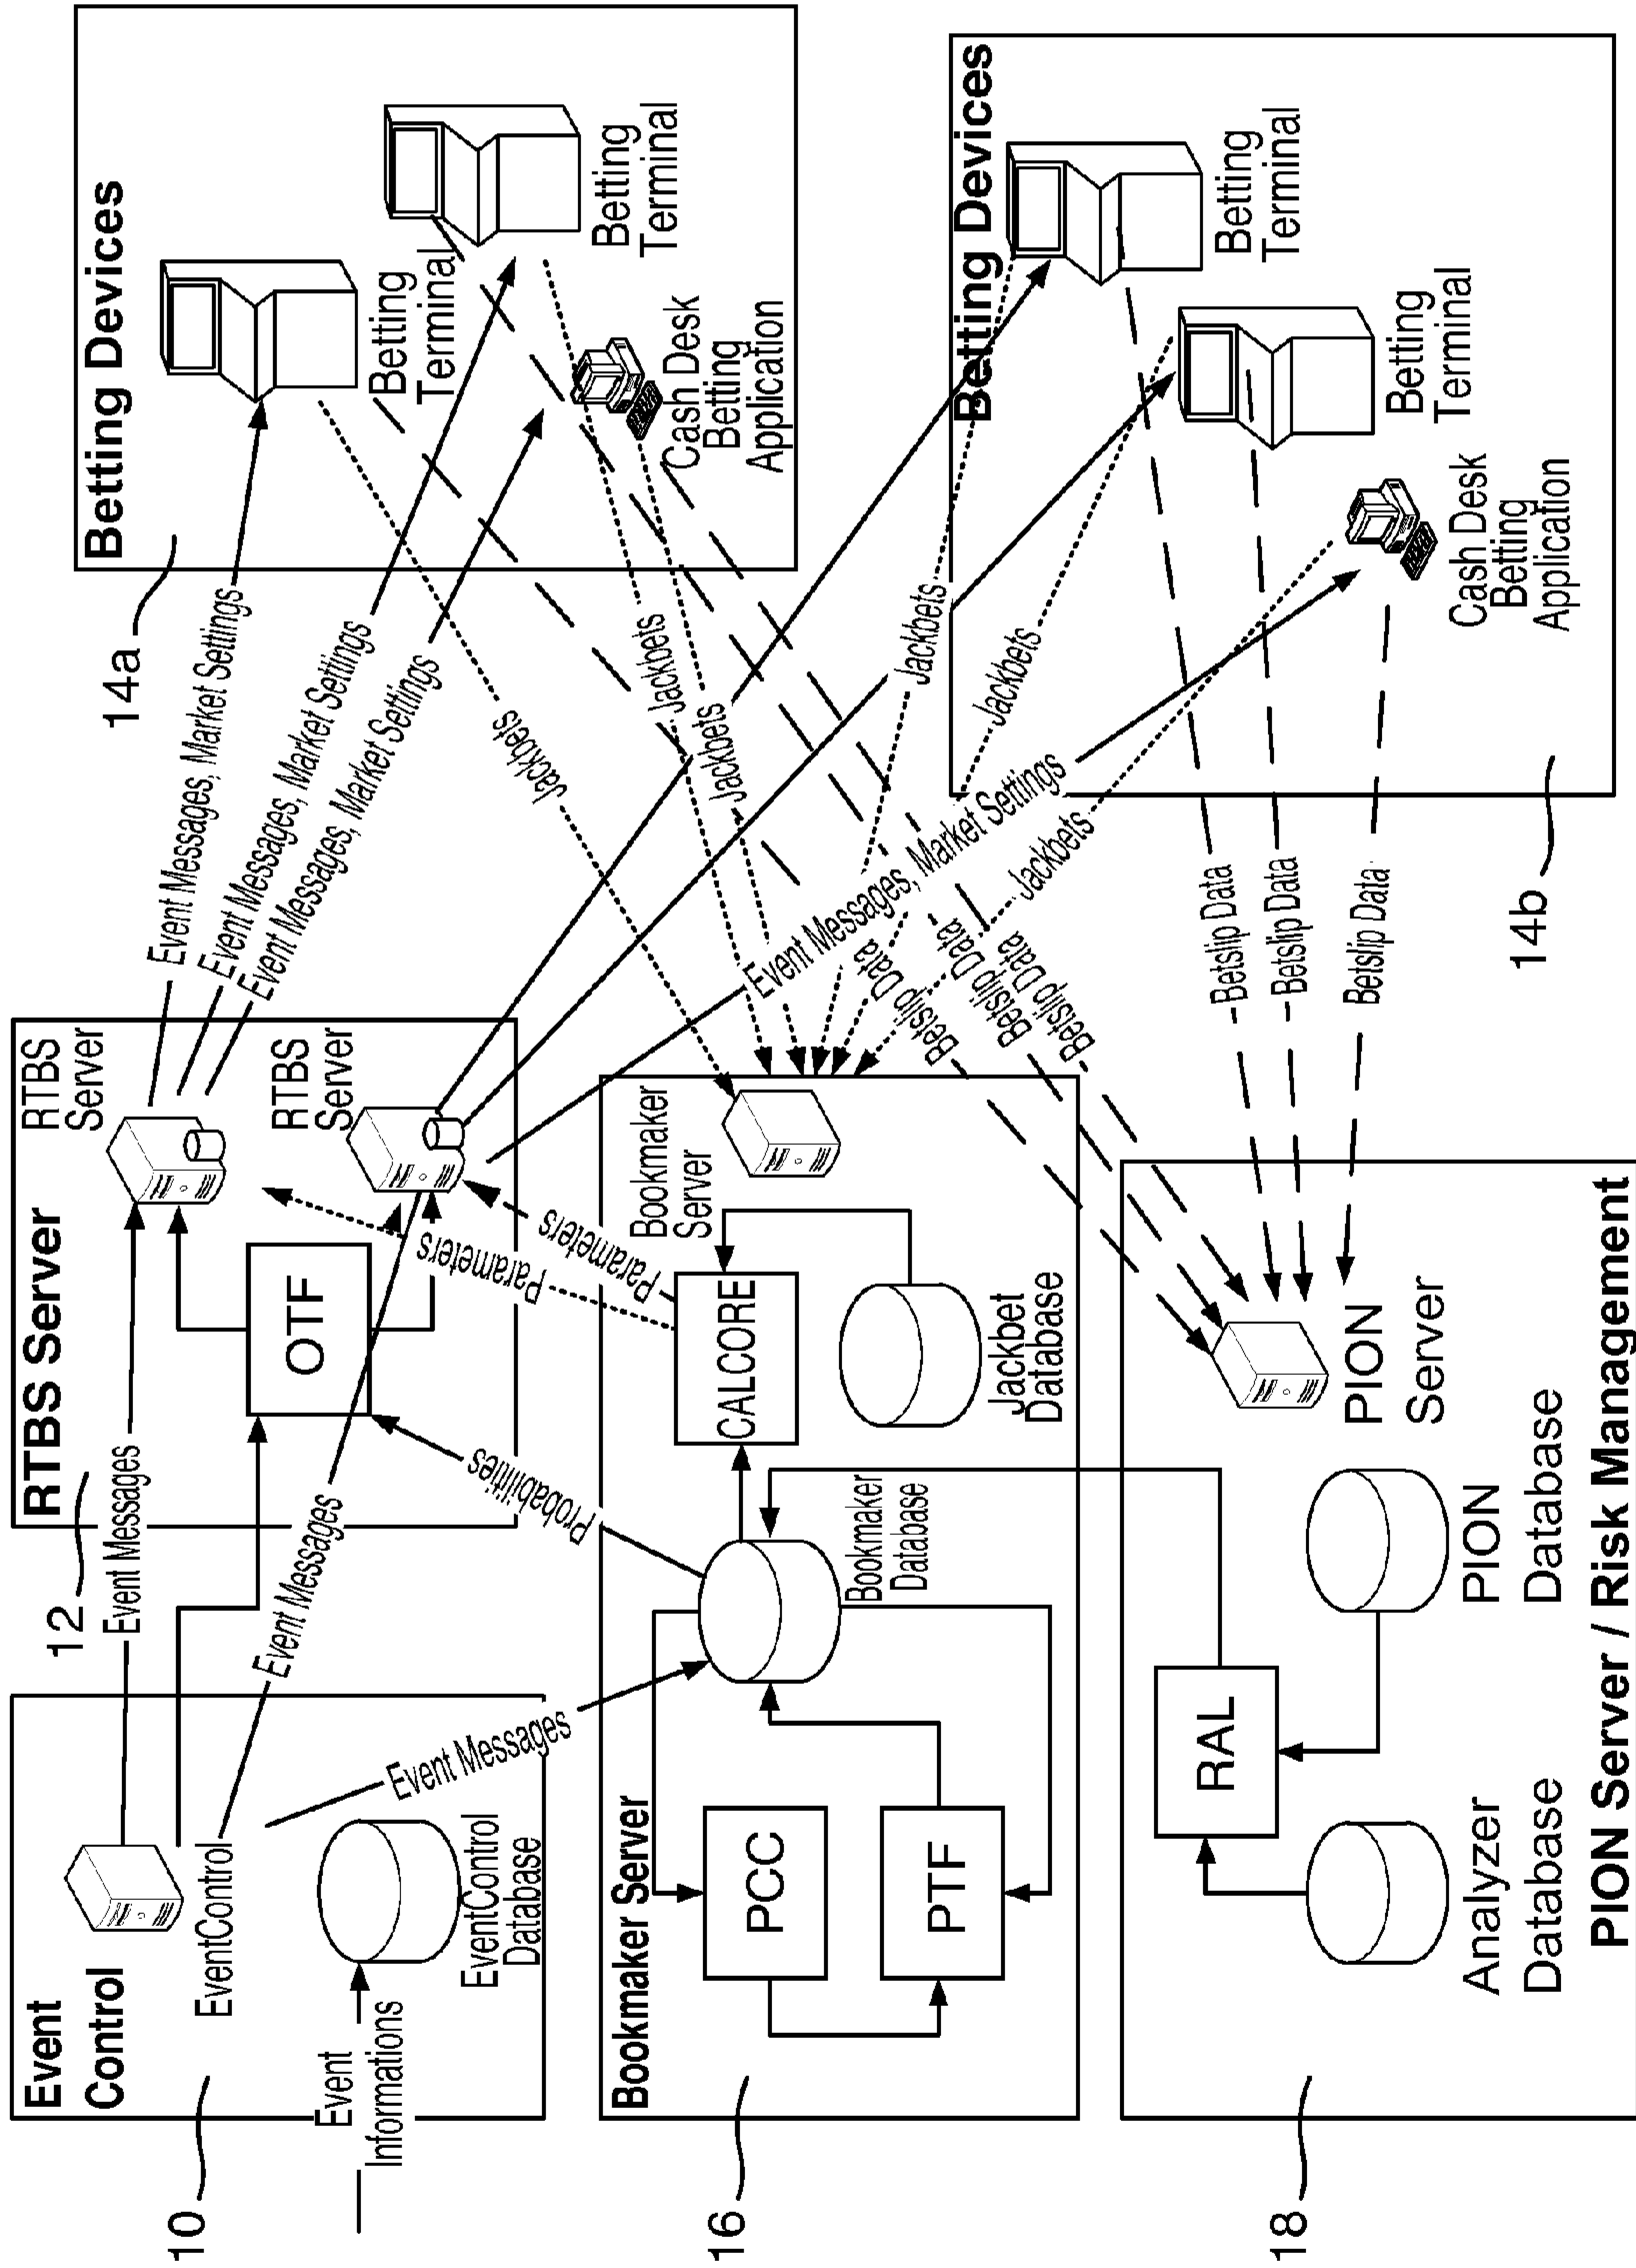 10
Event
Control
EventControl
Event
Informations
EventControl
Database
Event Messages
Event Messages
Event Messages
12
RTBS Server
RTBS
Server
RTBS
Server
OTF
Probabilities
Parameters
Parameters
Event Messages, Market Settings
Event Messages, Market Settings
Event Messages, Market Settings
14a
Betting Devices
Betting
Terminal
Betting
Terminal
Cash Desk
Betting
Application
Jackbets
Jackbets
Jackbets
Jackbets
Jackbets
Jackbets
Event Messages, Market Settings
16
Bookmaker Server
PCC
PTF
Bookmaker
Database
CALCORE
Jackbet
Database
Bookmaker
Server
Betslip Data
Betslip Data
Betslip Data
14b
Betting Devices
Betting
Terminal
Betting
Terminal
Cash Desk
Betting
Application
Betslip Data
Betslip Data
Betslip Data
18
Analyzer
Database
RAL
PION
Database
PION
Server
PION Server / Risk Management